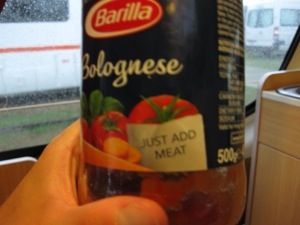 Barilla
Bolognese
JUST ADD
MEAT
500g